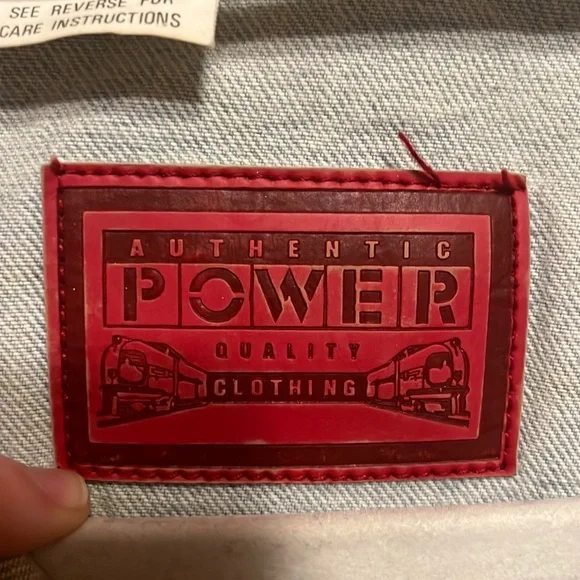 SEE REVERSE FOR
CARE INSTRUCTIONS
AUTHENTIC
POWER
QUALITY
CLOTHING